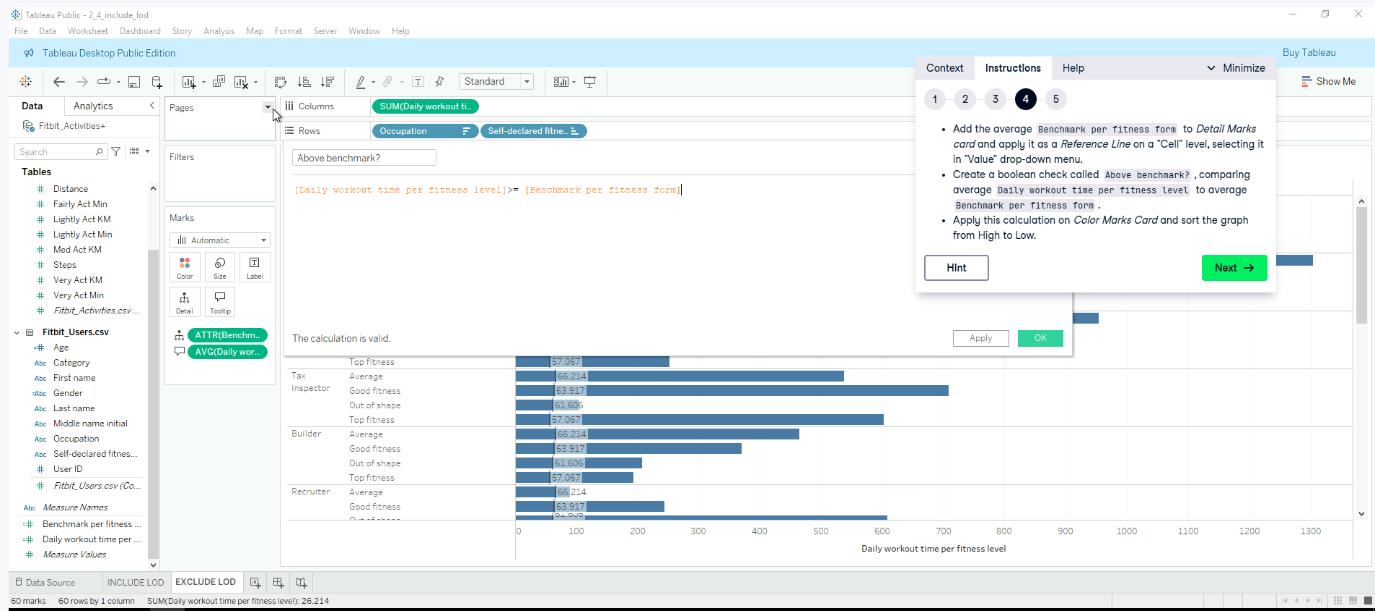 Tableau Public - 2_4_include_lod
File Data Worksheet Dashboard Story Analysis Map Format Server Window Help
Tableau Desktop Public Edition
Buy Tableau
Standard
Show Me
Data Analytics
Fitbit_Activities+
Search
Tables
Distance
Fairly Act Min
Lightly Act KM
Lightly Act Min
Med Act KM
Steps
Very Act KM
Very Act Min
Fitbit_Activities.csv ...
Fitbit_Users.csv
Age
Abc Category
Abc First name
Abc Gender
Abc Last name
Abc Middle name initial
Abc Occupation
Abc Self-declared fitnes...
User ID
Fitbit_Users.csv (Co...
Abc Measure Names
Benchmark per fitness ...
Daily workout time per ...
Measure Values
Pages
Filters
Marks
Automatic
Color Size Label
Detail Tooltip
ATTR(Benchm..
AVG(Daily wor..
Columns
SUM(Daily workout ti..
Rows
Occupation
Self-declared fitne..
Above benchmark?
[Daily workout time per fitness level]>= [Benchmark per fitness form]
The calculation is valid.
Apply
OK
Context Instructions Help Minimize
1 2 3 4 5
• Add the average Benchmark per fitness form to Detail Marks
card and apply it as a Reference Line on a "Cell" level, selecting it
in "Value" drop-down menu.
• Create a boolean check called Above benchmark? , comparing
average Daily workout time per fitness level to average
Benchmark per fitness form .
• Apply this calculation on Color Marks Card and sort the graph
from High to Low.
HInt
Next →
Top fitness 57.067
Tax
inspector
Average 66.214
Good fitness 63.917
Out of shape 61.606
Top fitness 57.067
Builder
Average 66.214
Good fitness 63.917
Out of shape 61.606
Top fitness 57.067
Recruiter
Average 66.214
Good fitness 63.917
0 100 200 300 400 500 600 700 800 900 1000 1100 1200 1300
Daily workout time per fitness level
Data Source INCLUDE LOD EXCLUDE LOD
60 marks 60 rows by 1 column SUM(Daily workout time per fitness level): 26.214